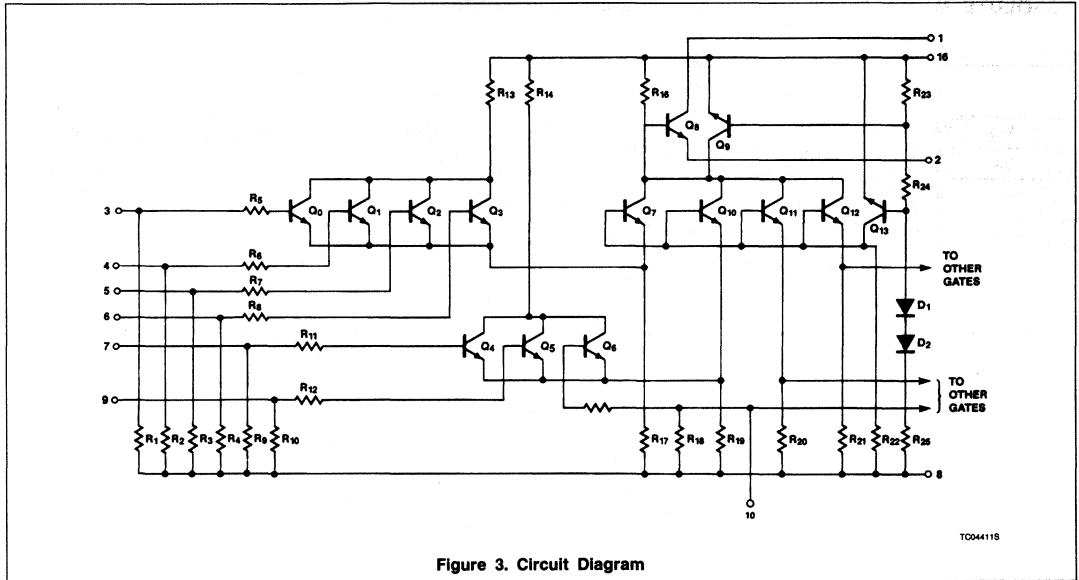 1
16
R13
R14
R16
R23
Q8
Q9
2
R24
3
R5
Q0
Q1
Q2
Q3
Q7
Q10
Q11
Q12
Q13
4
R6
TO
OTHER
GATES
5
R7
6
R8
D1
7
R11
Q4
Q5
Q6
D2
9
R12
TO
OTHER
GATES
R1
R2
R3
R4
R9
R10
R17
R18
R19
R20
R21
R22
R25
8
10
TC04411S
Figure 3. Circuit Diagram